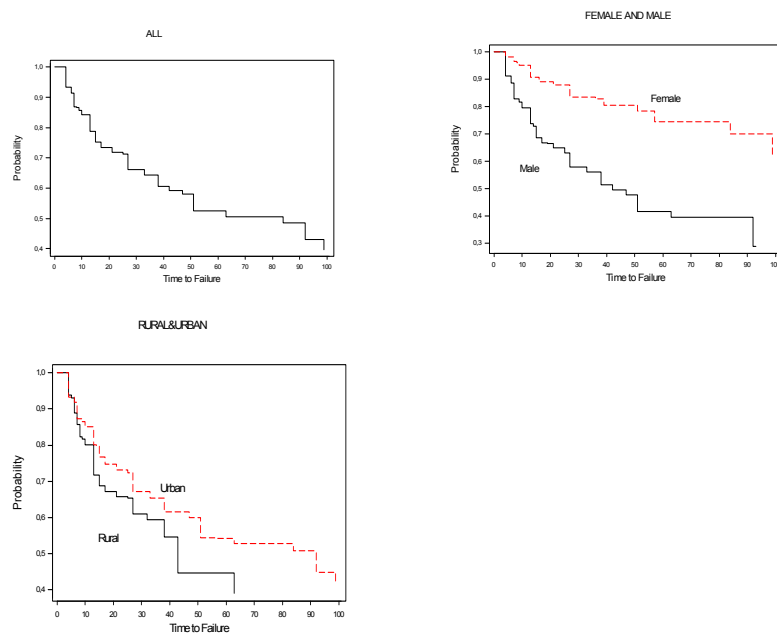 ALL
1,0
0,9
0,8
0,7
0,6
0,5
0,4
Probability
0 10 20 30 40 50 60 70 80 90 100
Time to Failure
FEMALE AND MALE
1,0
0,9
0,8
0,7
0,6
0,5
0,4
0,3
Probability
Female
Male
0 10 20 30 40 50 60 70 80 90 100
Time to Failure
RURAL&URBAN
1,0
0,9
0,8
0,7
0,6
0,5
0,4
Probability
Urban
Rural
0 10 20 30 40 50 60 70 80 90 100
Time to Failure